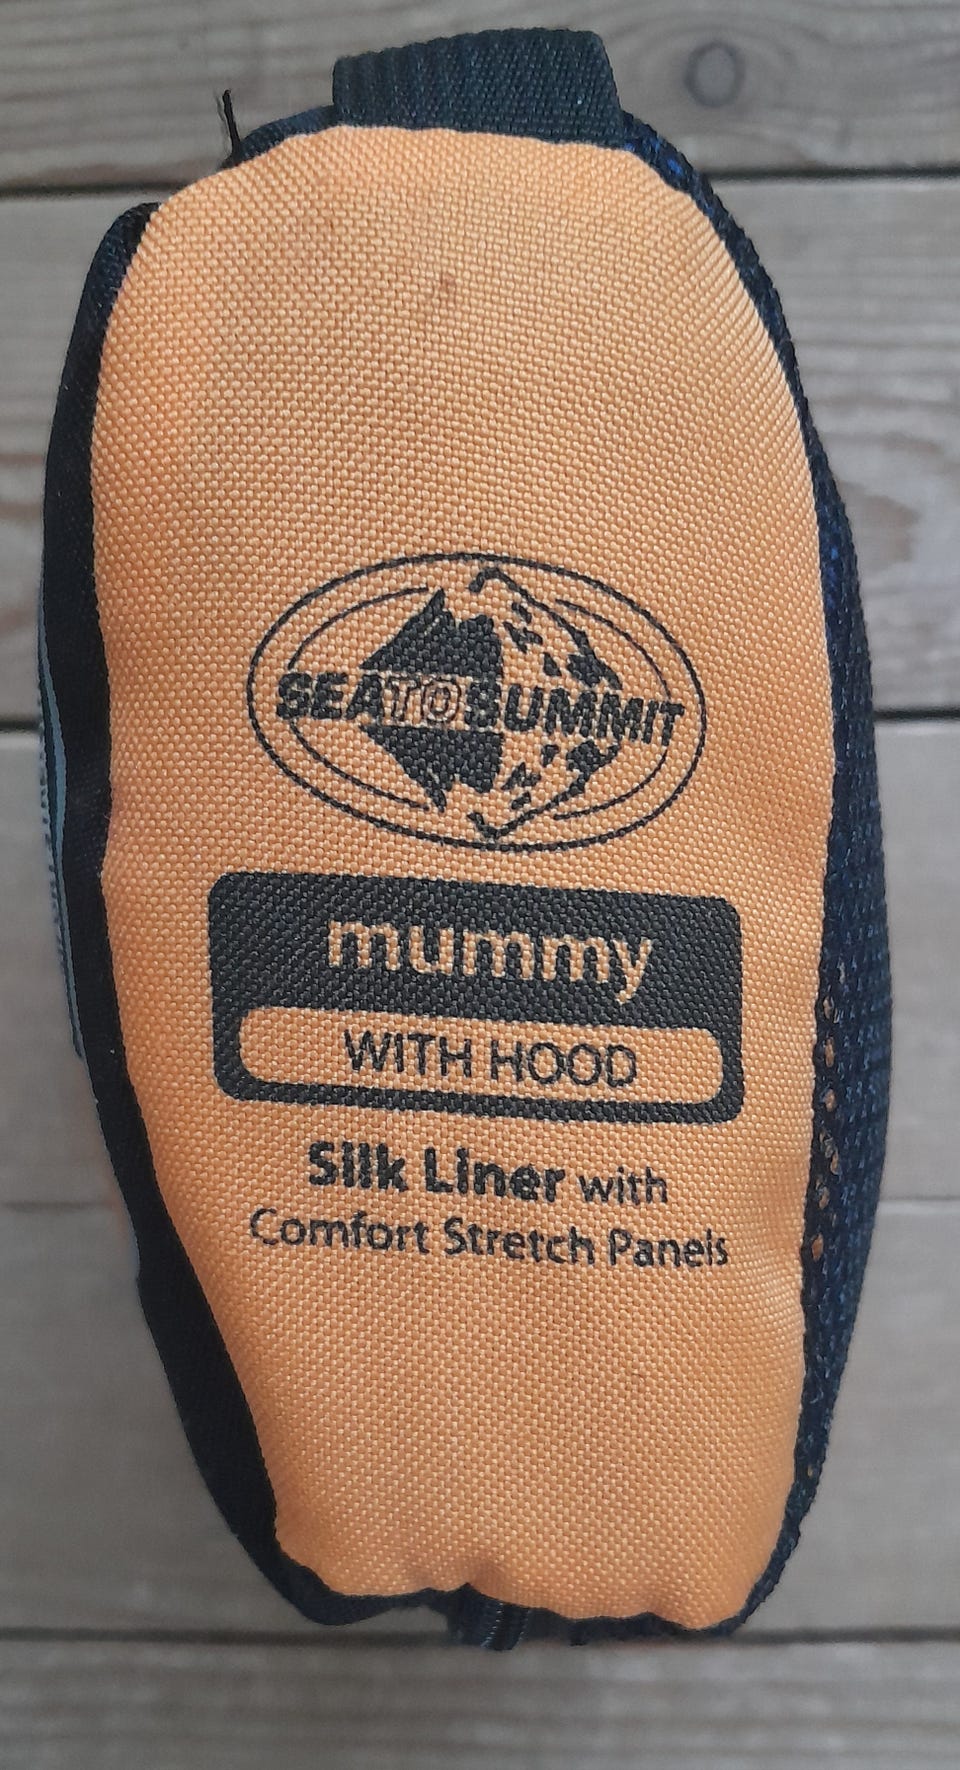 SEA TO SUMMIT
mummy
WITH HOOD
Silk Liner with
Comfort Stretch Panels